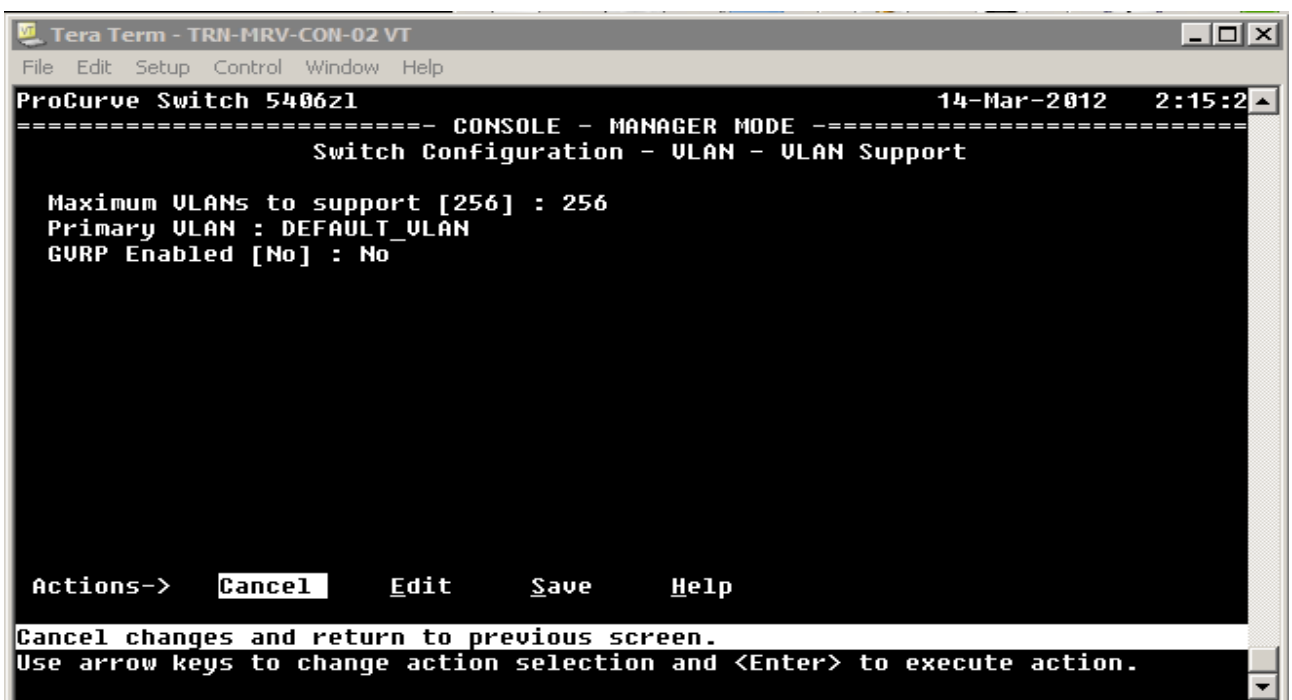 Tera Term - TRN-MRV-CON-02 VT
File Edit Setup Control Window Help
ProCurve Switch 5406zl 14-Mar-2012 2:15:2
==========================- CONSOLE - MANAGER MODE -===========================
Switch Configuration - VLAN - VLAN Support
Maximum VLANs to support [256] : 256
Primary VLAN : DEFAULT_VLAN
GVRP Enabled [No] : No
Actions-> Cancel Edit Save Help
Cancel changes and return to previous screen.
Use arrow keys to change action selection and <Enter> to execute action.